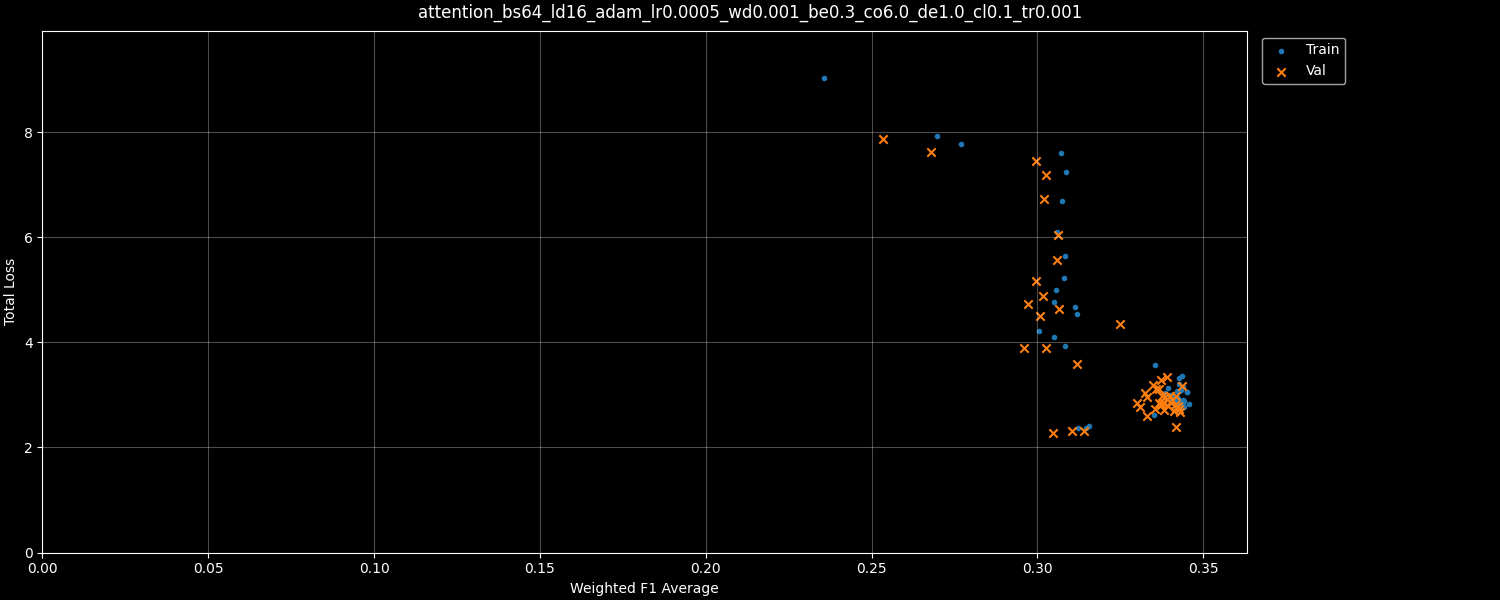 attention_bs64_ld16_adam_lr0.0005_wd0.001_be0.3_co6.0_de1.0_cl0.1_tr0.001
Train
Val
Total Loss
8
6
4
2
0
0.00 0.05 0.10 0.15 0.20 0.25 0.30 0.35
Weighted F1 Average